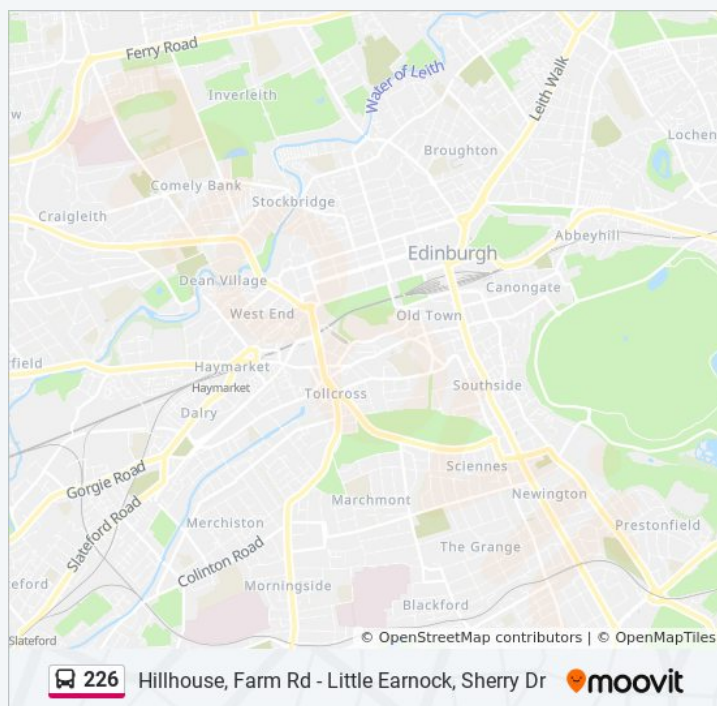 Ferry Road
Inverleith
Water of Leith
Leith Walk
w
Lochen
Broughton
Comely Bank
Stockbridge
Craigleith
Abbeyhill
Edinburgh
Dean Village
Canongate
West End
Old Town
rfield
Haymarket
Haymarket
Southside
Tollcross
Dalry
Sciennes
Gorgie Road
Newington
Marchmont
Slateford Road
Merchiston
Prestonfield
Colinton Road
The Grange
eford
Morningside
Blackford
Slateford
© OpenStreetMap contributors | © OpenMapTiles
226 Hillhouse, Farm Rd - Little Earnock, Sherry Dr moovit